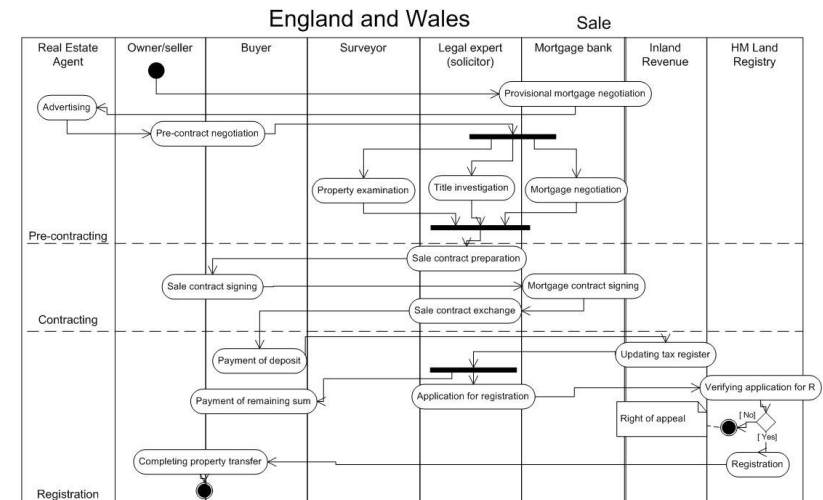 England and Wales
Sale
Real Estate
Agent
Owner/seller
Buyer
Surveyor
Legal expert
(solicitor)
Mortgage bank
Inland
Revenue
HM Land
Registry
Provisional mortgage negotiation
Advertising
Pre-contract negotiation
Property examination
Title investigation
Mortgage negotiation
Pre-contracting
Sale contract preparation
Sale contract signing
Mortgage contract signing
Sale contract exchange
Contracting
Payment of deposit
Updating tax register
Payment of remaining sum
Application for registration
Verifying application for R
Right of appeal
[ No]
[ Yes]
Completing property transfer
Registration
Registration